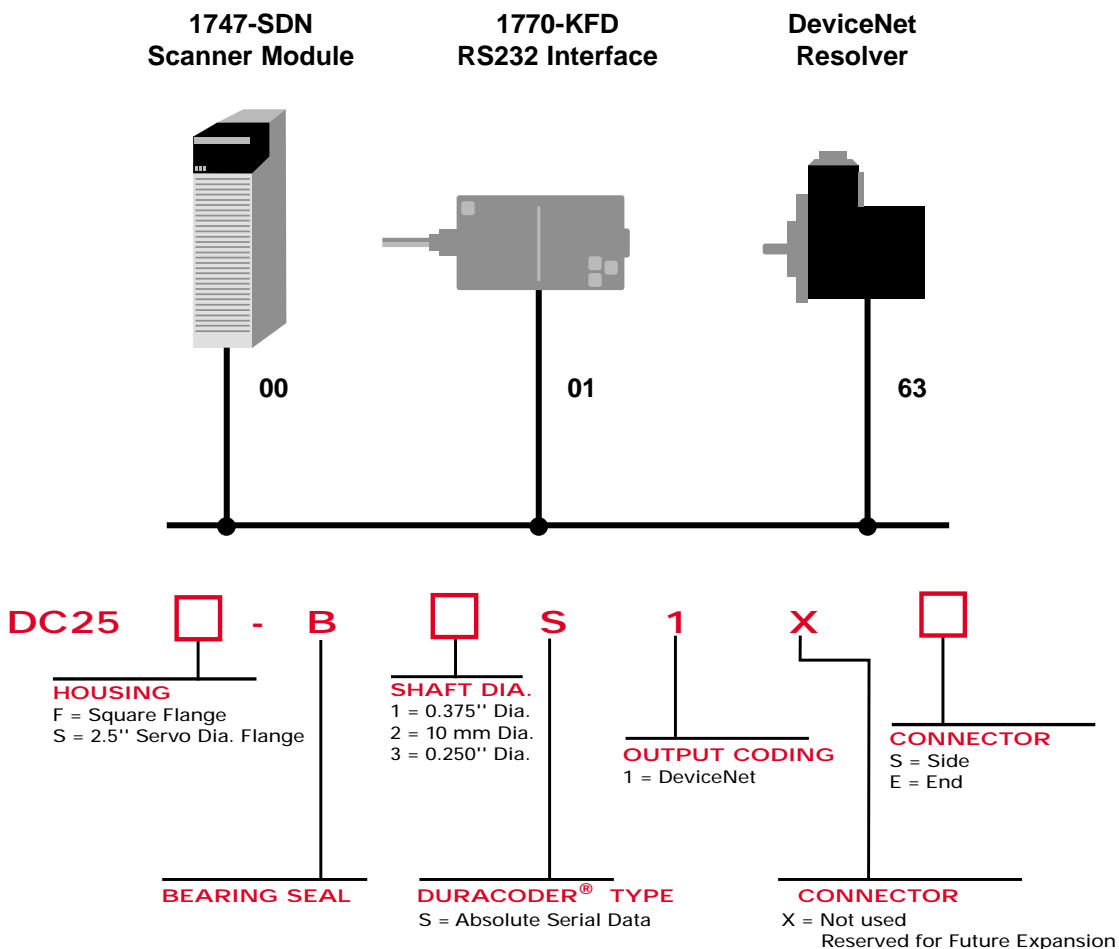 1747-SDN
Scanner Module
1770-KFD
RS232 Interface
DeviceNet
Resolver
00
01
63
DC25 - B S 1 X
HOUSING
F = Square Flange
S = 2.5'' Servo Dia. Flange
SHAFT DIA.
1 = 0.375'' Dia.
2 = 10 mm Dia.
3 = 0.250'' Dia.
OUTPUT CODING
1 = DeviceNet
CONNECTOR
S = Side
E = End
BEARING SEAL
DURACODER® TYPE
S = Absolute Serial Data
CONNECTOR
X = Not used
Reserved for Future Expansion